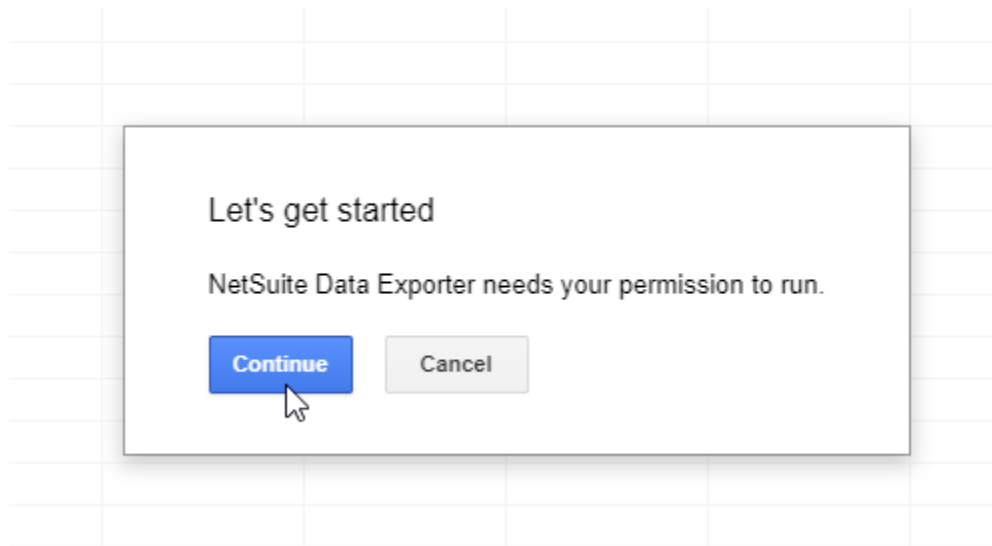 Let's get started
NetSuite Data Exporter needs your permission to run.
Continue
Cancel